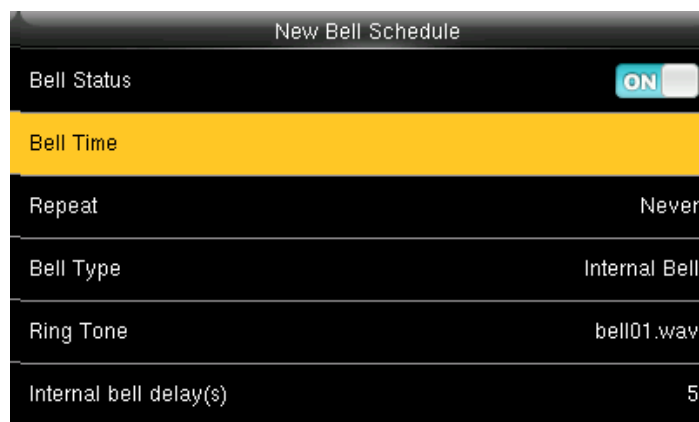 New Bell Schedule
Bell Status ON
Bell Time
Repeat Never
Bell Type Internal Bell
Ring Tone bell01.wav
Internal bell delay(s) 5